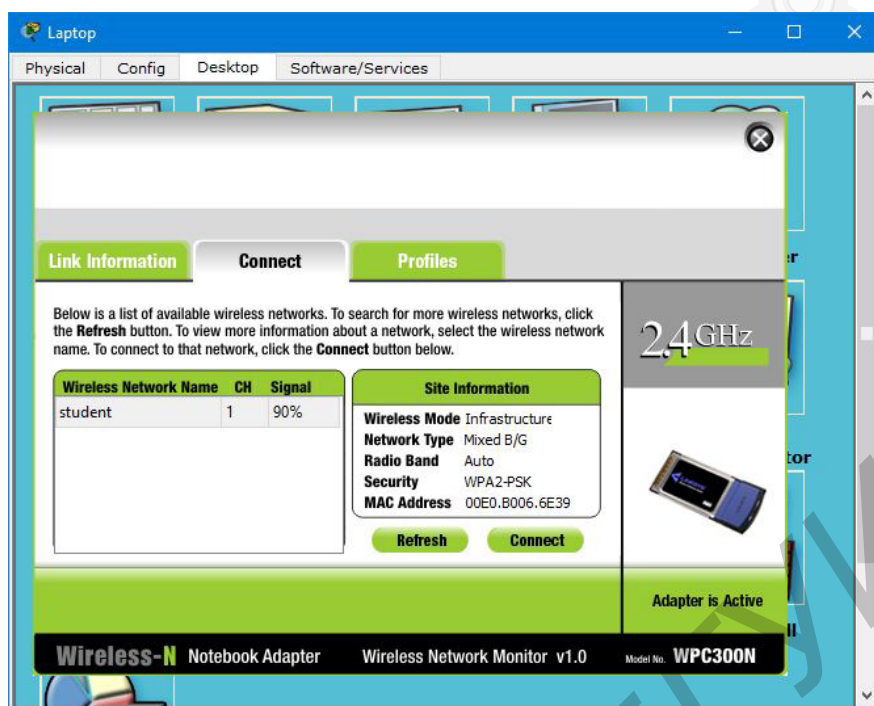 Laptop
Physical Config Desktop Software/Services
Link Information Connect Profiles
Below is a list of available wireless networks. To search for more wireless networks, click
the Refresh button. To view more information about a network, select the wireless network
name. To connect to that network, click the Connect button below.
2.4GHz
Wireless Network Name CH Signal
student 1 90%
Site Information
Wireless Mode Infrastructure
Network Type Mixed B/G
Radio Band Auto
Security WPA2-PSK
MAC Address 00E0.B006.6E39
Refresh Connect
Adapter is Active
Wireless-N Notebook Adapter Wireless Network Monitor v1.0 Model No. WPC300N